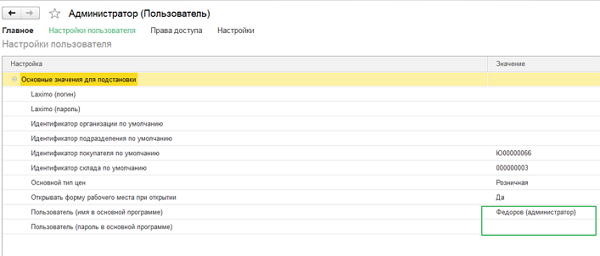 Администратор (Пользователь)
Главное Настройки пользователя Права доступа Настройки
Настройки пользователя
Настройка Значение
Основные значения для подстановки
Laximo (логин)
Laximo (пароль)
Идентификатор организации по умолчанию
Идентификатор подразделения по умолчанию
Идентификатор покупателя по умолчанию Ю00000066
Идентификатор склада по умолчанию 000000003
Основной тип цен Розничная
Открывать форму рабочего места при открытии Да
Пользователь (имя в основной программе) Федоров (администратор)
Пользователь (пароль в основной программе)